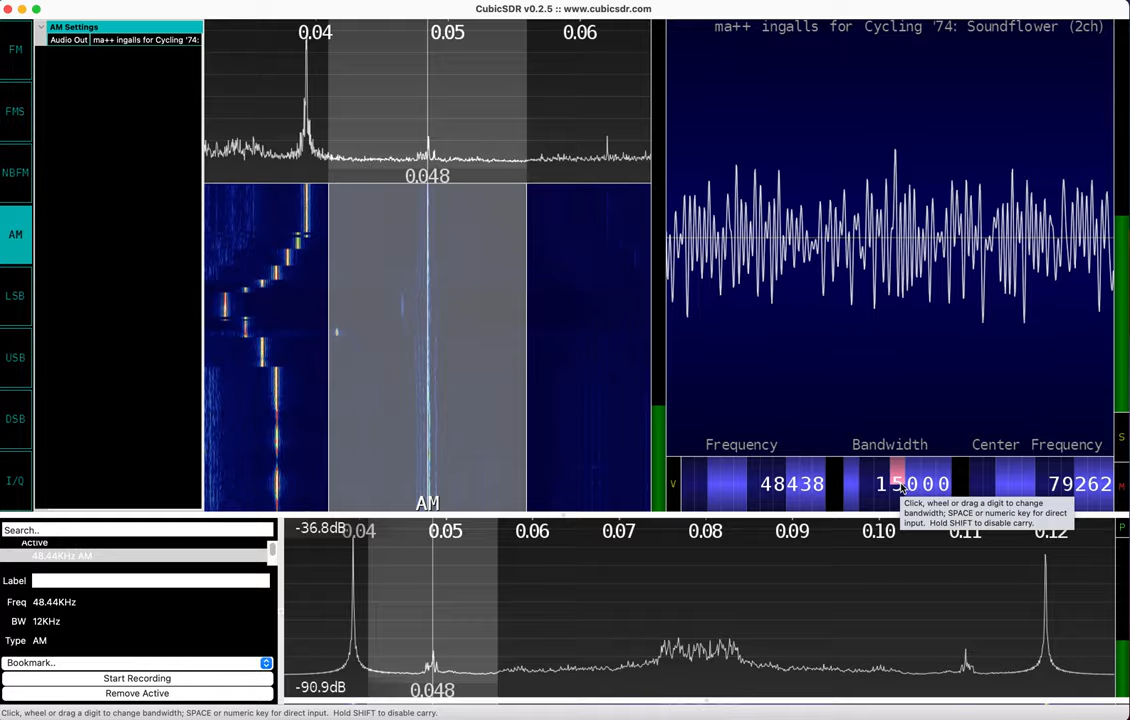 CubicSDR v0.2.5 :: www.cubicsdr.com
FM
FMS
NBFM
AM
LSB
USB
DSB
I/Q
AM Settings
Audio Out ma++ ingalls for Cycling '74:
0.04 0.05 0.06
0.048
AM
ma++ ingalls for Cycling '74: Soundflower (2ch)
Frequency Bandwidth Center Frequency
V 48438 15000 79262
S
M
Click, wheel or drag a digit to change
bandwidth; SPACE or numeric key for direct
input. Hold SHIFT to disable carry.
Search..
Active
48.44KHz AM
Label
Freq 48.44KHz
BW 12KHz
Type AM
Bookmark..
Start Recording
Remove Active
-36.8dB 0.04 0.05 0.06 0.07 0.08 0.09 0.10 0.11 0.12
P
-90.9dB
0.048
Click, wheel or drag a digit to change bandwidth; SPACE or numeric key for direct input. Hold SHIFT to disable carry.